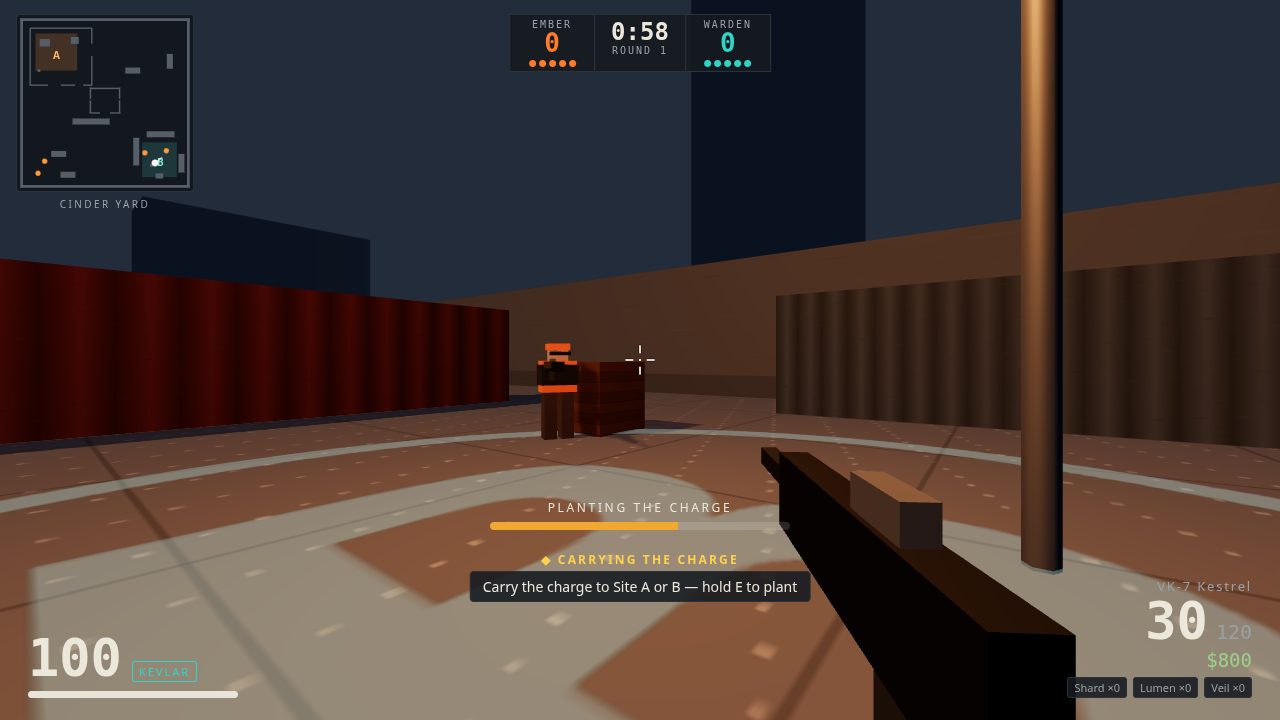 EMBER
0
0:58
ROUND 1
WARDEN
0
A
B
CINDER YARD
PLANTING THE CHARGE
◆ CARRYING THE CHARGE
Carry the charge to Site A or B — hold E to plant
100 KEVLAR
VK-7 Kestrel
30 120
$800
Shard ×0 Lumen ×0 Veil ×0